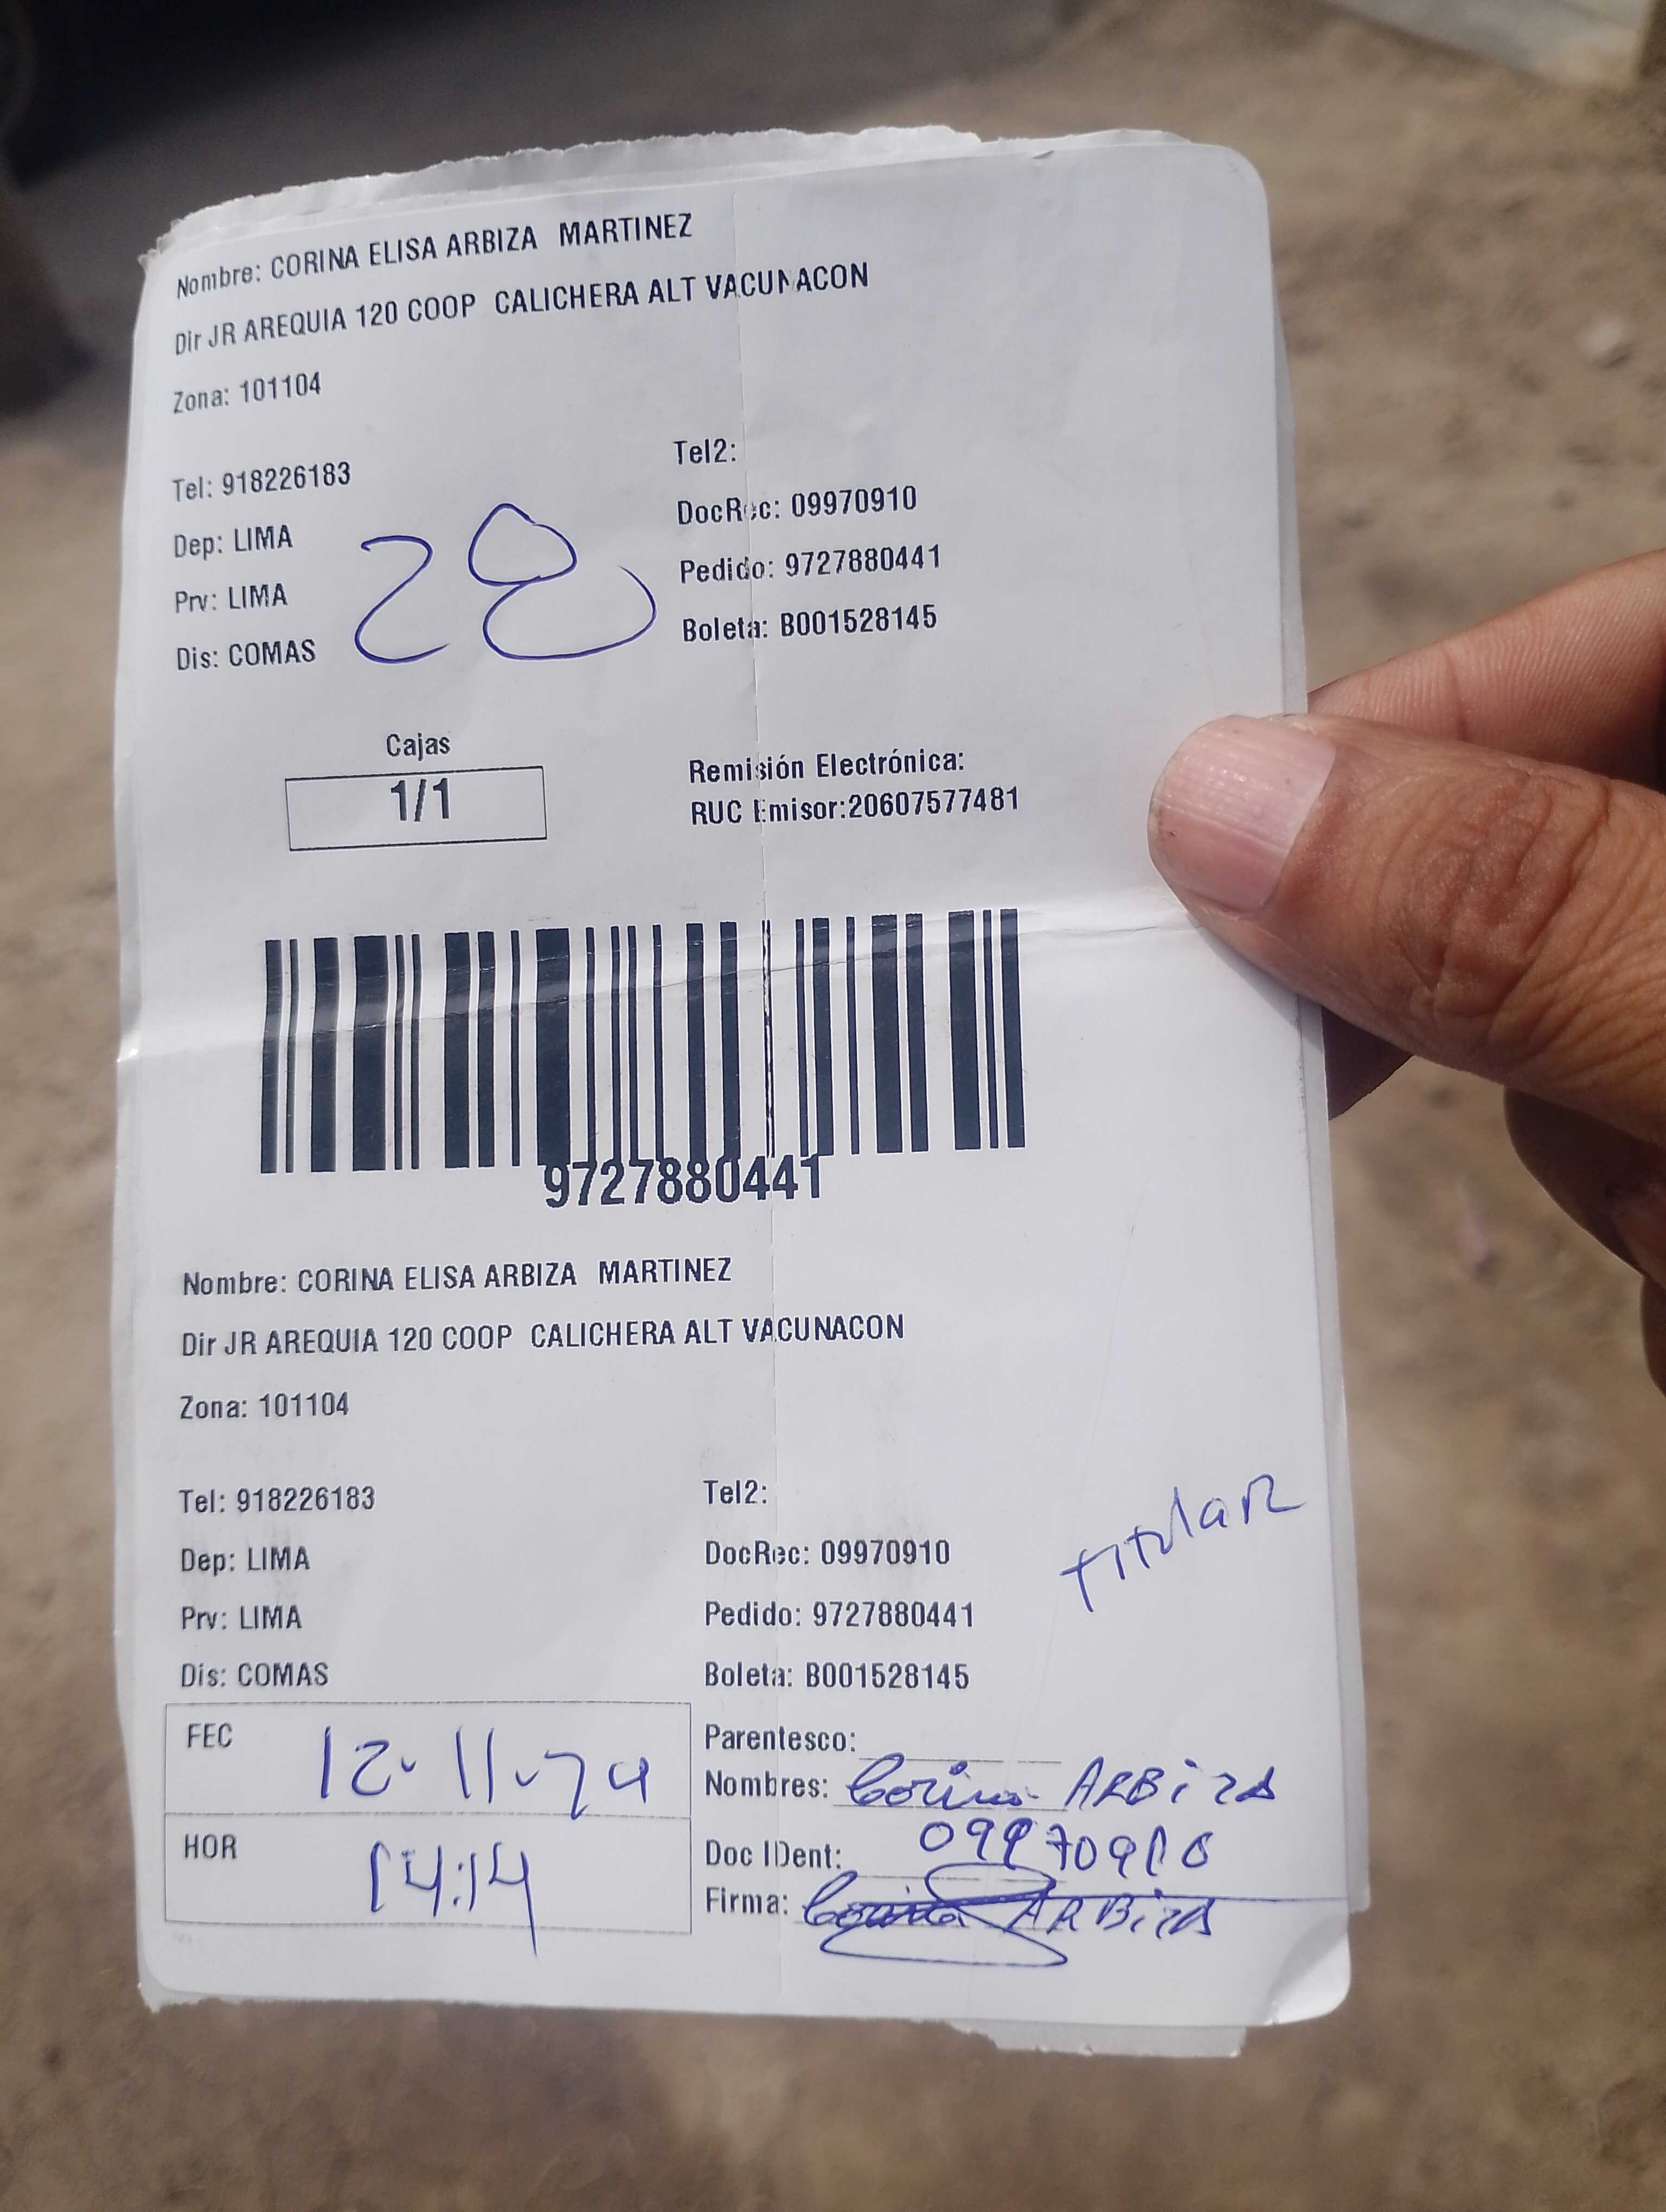 Nombre: CORINA ELISA ARBIZA MARTINEZ
Dir JR AREQUIA 120 COOP CALICHERA ALT VACUNACON
Zona: 101104
Tel: 918226183
Tel2:
Dep: LIMA
DocRec: 09970910
Prv: LIMA
Pedido: 9727880441
Dis: COMAS
Boleta: B001528145
28
Cajas
1/1
Remisión Electrónica:
RUC Emisor:20607577481
9727880441
Nombre: CORINA ELISA ARBIZA MARTINEZ
Dir JR AREQUIA 120 COOP CALICHERA ALT VACUNACON
Zona: 101104
Tel: 918226183
Tel2:
Dep: LIMA
DocRec: 09970910
Prv: LIMA
Pedido: 9727880441
Dis: COMAS
Boleta: B001528145
titular
FEC 12-11-24
HOR 14:14
Parentesco:
Nombres: Corina ARBiza
Doc IDent: 09970910
Firma: Corina ARBiza